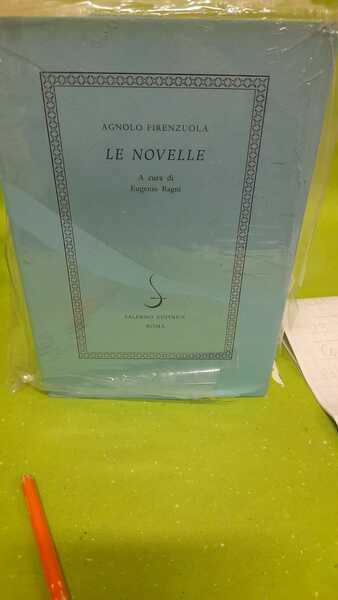 AGNOLO FIRENZUOLA
LE NOVELLE
A cura di
Eugenio Ragni
SALERNO EDITRICE
ROMA